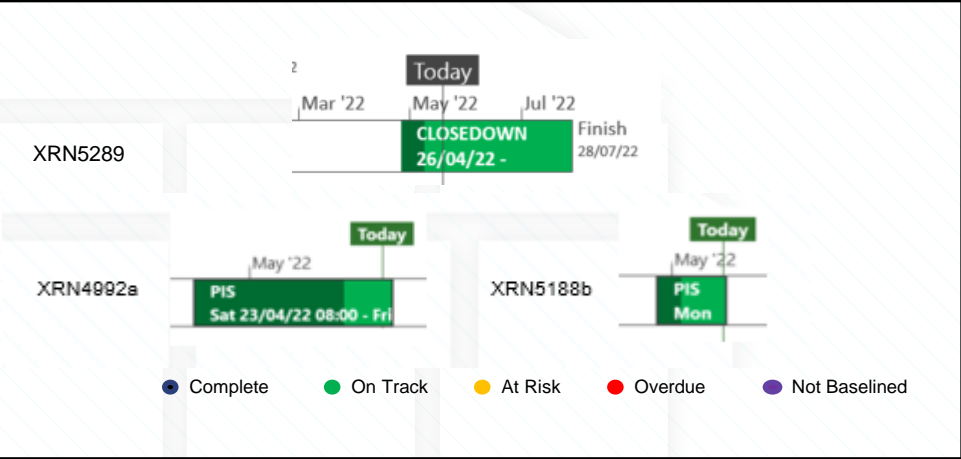 2
Today
Mar '22 May '22 Jul '22
XRN5289
CLOSEDOWN
26/04/22 -
Finish
28/07/22
XRN4992a
Today
May '22
PIS
Sat 23/04/22 08:00 - Fri
XRN5188b
Today
May '22
PIS
Mon
Complete On Track At Risk Overdue Not Baselined